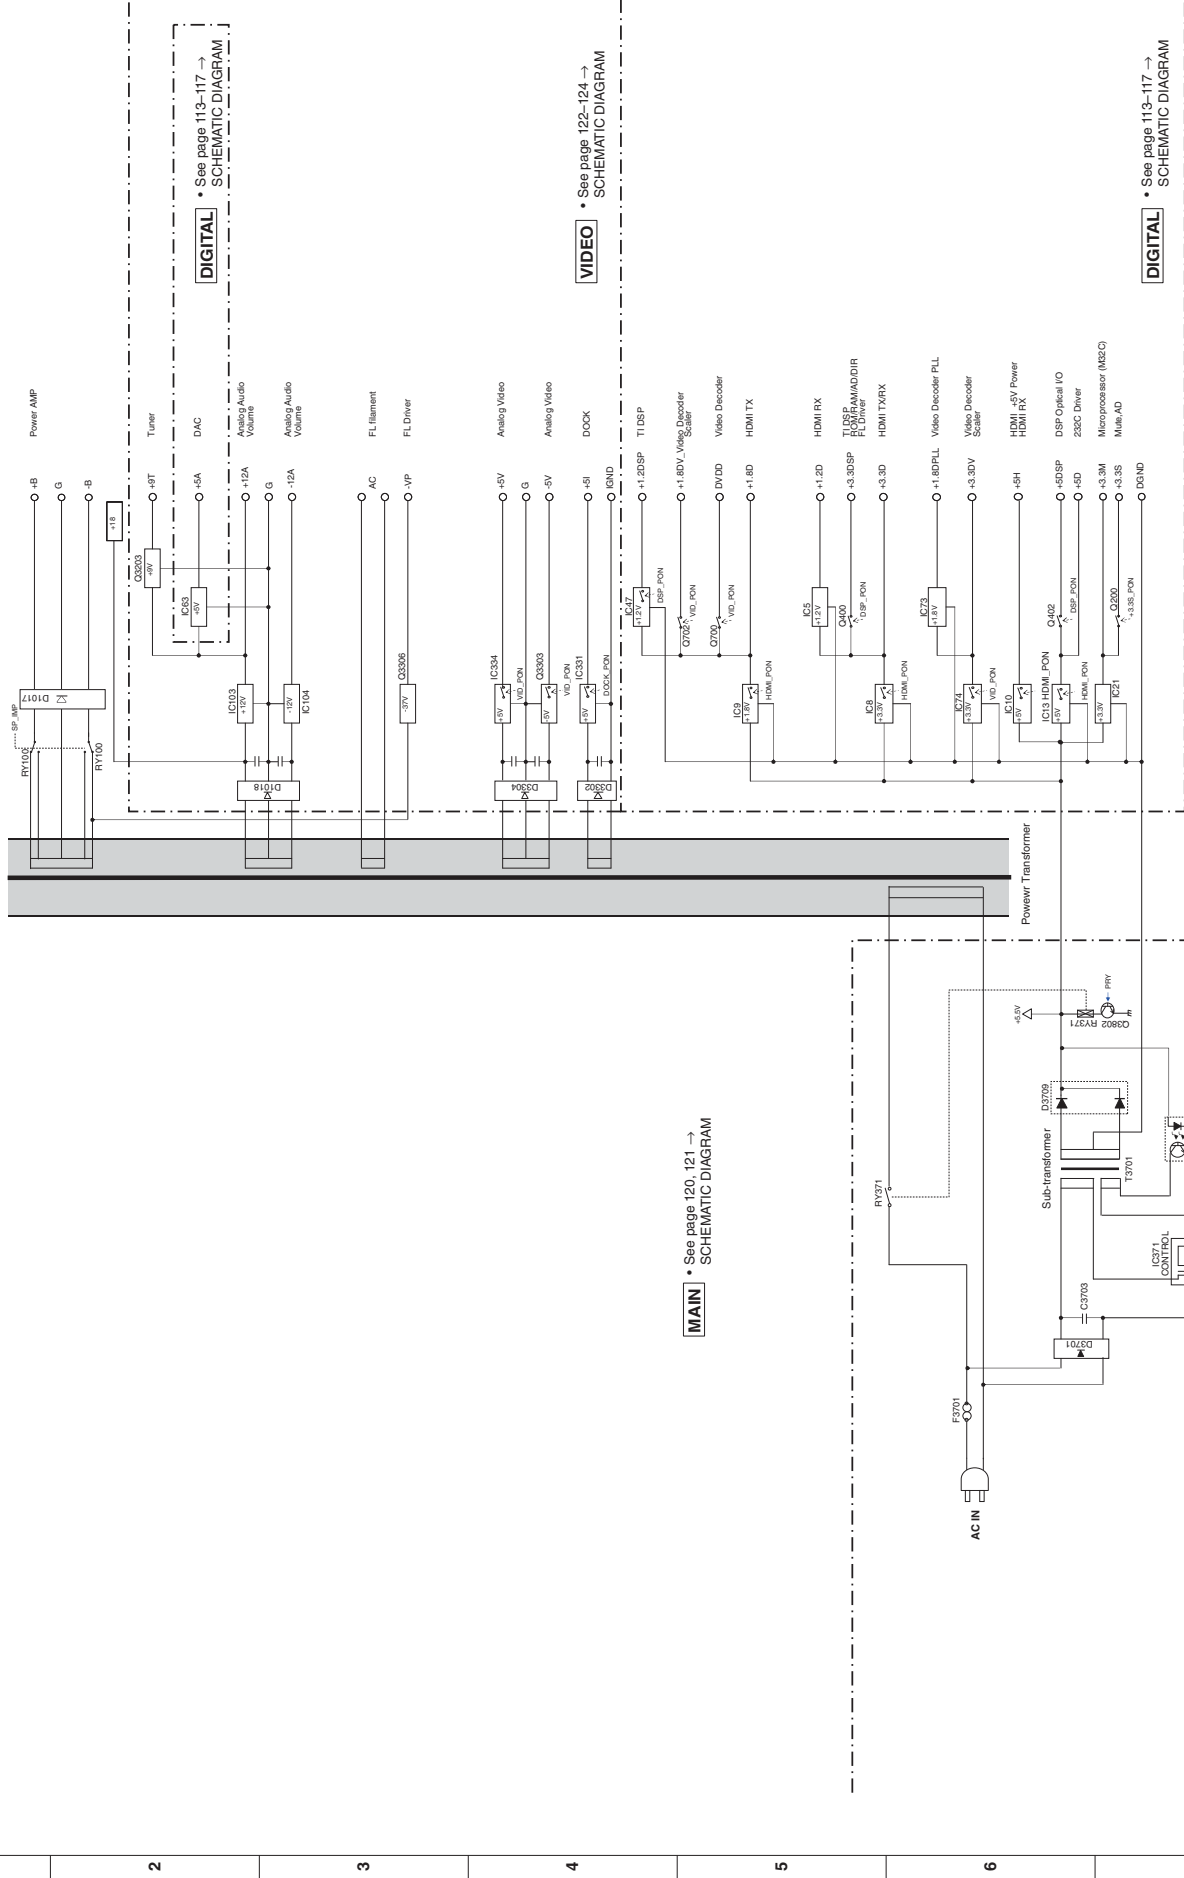 Power AMP
+B
G
-B
SP_IMP
RY100
RY100
D1017
+18
DIGITAL
• See page 113–117 →
SCHEMATIC DIAGRAM
Tuner
+9T
Q3203
+9V
DAC
+5A
IC63
+5V
Analog Audio
Volume
+12A
G
Analog Audio
Volume
-12A
IC103
+12V
-12V
IC104
D1018
FL filament
AC
FL Driver
-VP
Q3306
-37V
VIDEO
• See page 122–124 →
SCHEMATIC DIAGRAM
Analog Video
+5V
G
Analog Video
-5V
IC334
+5V
VID_PON
Q3303
-5V
VID_PON
D3304
DOCK
+5I
IGND
IC331
+5V
DOCK_PON
D3302
TI DSP
+1.2DSP
IC47
+1.2V
DSP_PON
+1.8DV_Video Decoder
Scaler
Q702
VID_PON
Video Decoder
DVDD
Q700
VID_PON
HDMI TX
+1.8D
IC9
+1.8V
HDMI_PON
HDMI RX
+1.2D
IC5
+1.2V
TI DSP
ROM/RAM/AD/DIR
FL Driver
+3.3DSP
Q400
DSP_PON
HDMI TX/RX
+3.3D
IC8
+3.3V
HDMI_PON
Video Decoder PLL
+1.8DPLL
IC73
+1.8V
Video Decoder
Scaler
+3.3DV
IC74
+3.3V
VID_PON
HDMI +5V Power
HDMI RX
+5H
IC10
+5V
HDMI_PON
DSP Optical I/O
+5DSP
Q402
DSP_PON
232C Driver
+5D
IC13
+5V
HDMI_PON
Microprocessor (M32C)
+3.3M
Mute,AD
+3.3S
Q200
+3.3S_PON
IC21
+3.3V
DGND
DIGITAL
• See page 113–117 →
SCHEMATIC DIAGRAM
Powewr Transformer
MAIN
• See page 120, 121 →
SCHEMATIC DIAGRAM
+5.5V
RY371
Q3802
PRY
D3709
Sub-transformer
T3701
RY371
IC371
CONTROL
C3703
D3701
F3701
AC IN
2
3
4
5
6